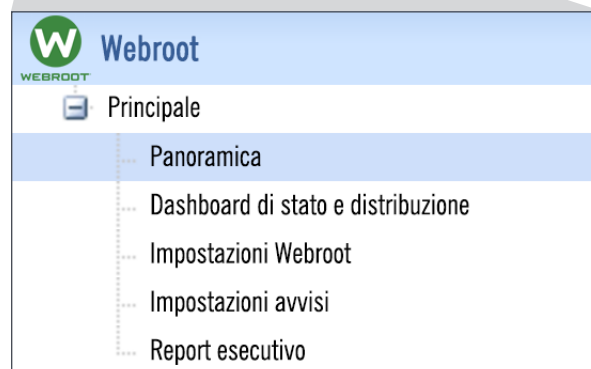 W
WEBROOT
Webroot
Principale
Panoramica
Dashboard di stato e distribuzione
Impostazioni Webroot
Impostazioni avvisi
Report esecutivo